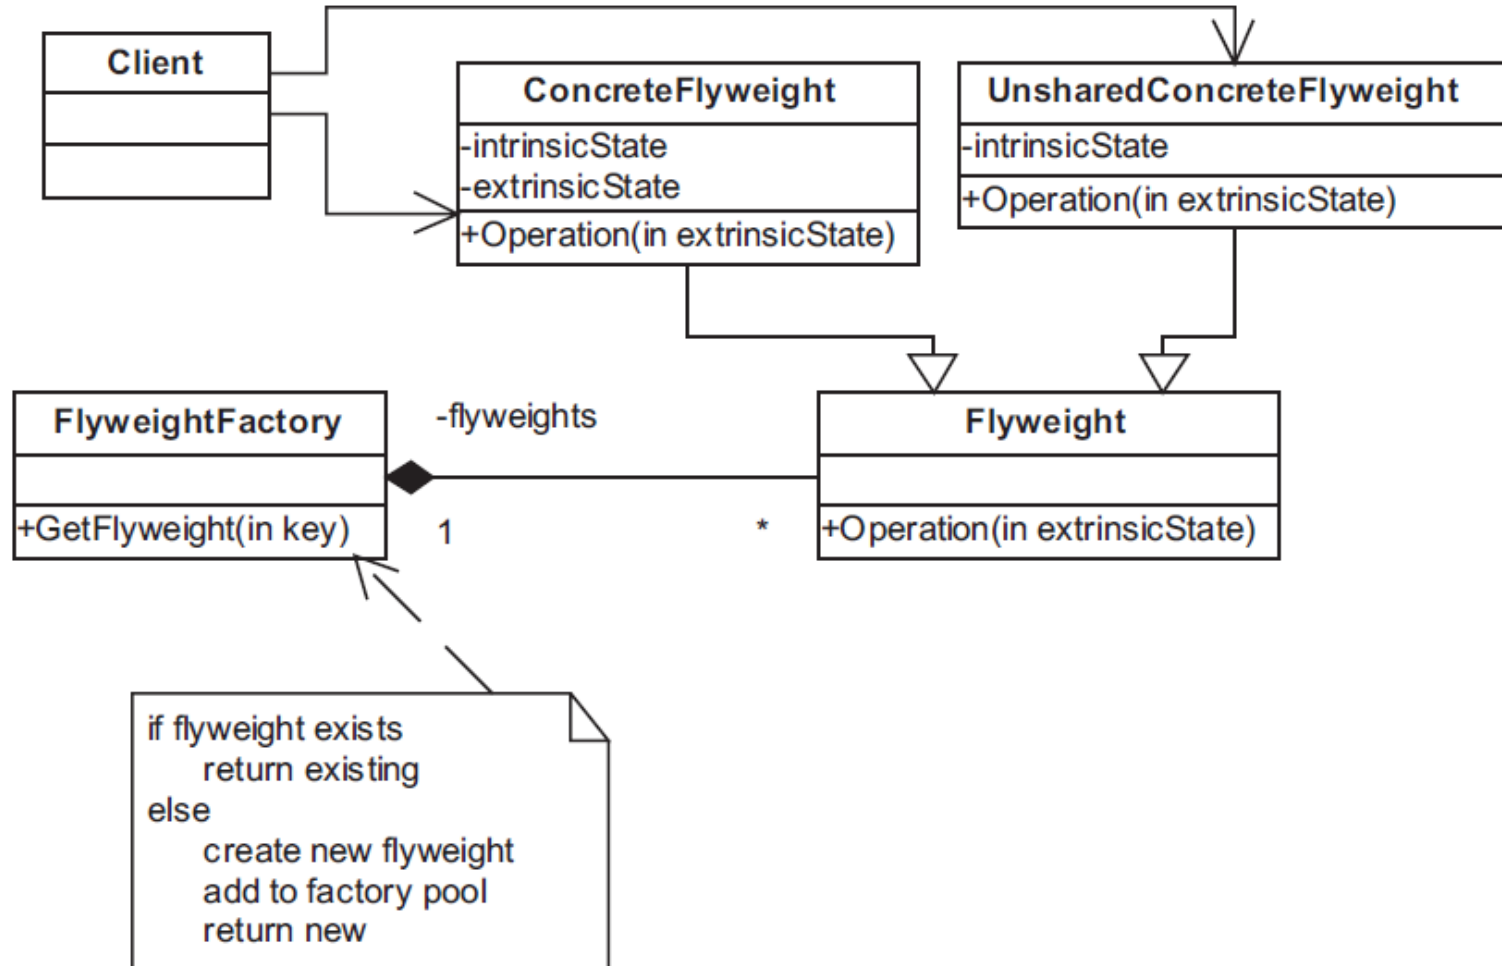 Client
ConcreteFlyweight
-intrinsicState
-extrinsicState
+Operation(in extrinsicState)
UnsharedConcreteFlyweight
-intrinsicState
+Operation(in extrinsicState)
FlyweightFactory
+GetFlyweight(in key)
-flyweights
1
*
Flyweight
+Operation(in extrinsicState)
if flyweight exists
return existing
else
create new flyweight
add to factory pool
return new